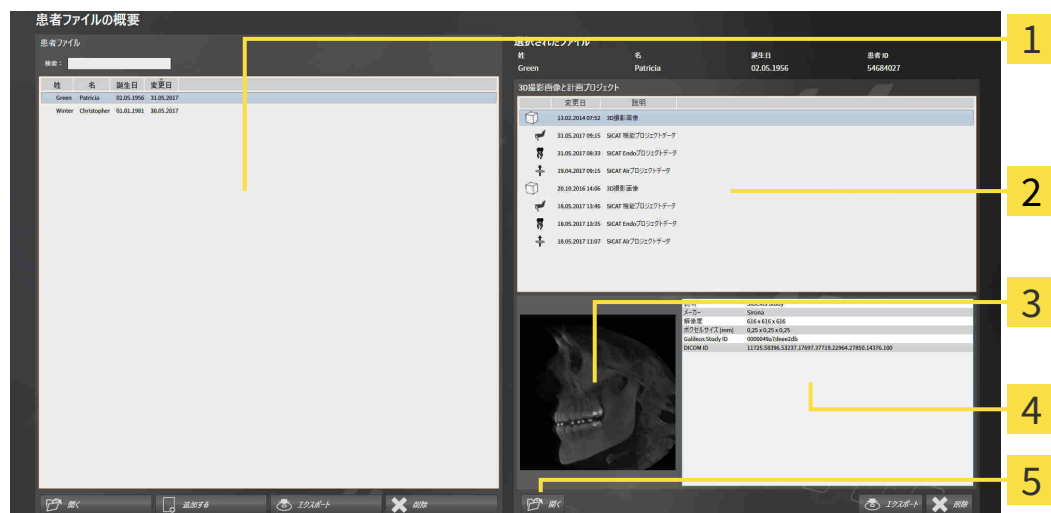 患者ファイルの概要
患者ファイル
検索：
姓 名 誕生日 変更日
Green Patricia 02.05.1956 31.05.2017
Winter Christopher 01.01.1981 30.05.2017
開く 追加する エクスポート 削除
選択されたファイル
姓 名 誕生日 患者 ID
Green Patricia 02.05.1956 54684027
3D撮影画像と計画プロジェクト
変更日 説明
13.02.2014 07:52 3D撮影画像
31.05.2017 09:15 SICAT 機能プロジェクトデータ
31.05.2017 08:33 SICAT Endoプロジェクトデータ
19.04.2017 09:15 SICAT Airプロジェクトデータ
20.10.2016 14:06 3D撮影画像
18.05.2017 13:46 SICAT 機能プロジェクトデータ
18.05.2017 13:35 SICAT Endoプロジェクトデータ
18.05.2017 11:07 SICAT Airプロジェクトデータ
メーカー Sirona
解像度 616 x 616 x 616
ボクセルサイズ [mm] 0,25 x 0,25 x 0,25
Galileos Study ID 0000049a7deee2db
DICOM ID 11725.58396.53237.17697.37719.22964.27850.14376.100
開く エクスポート 削除
1
2
3
4
5